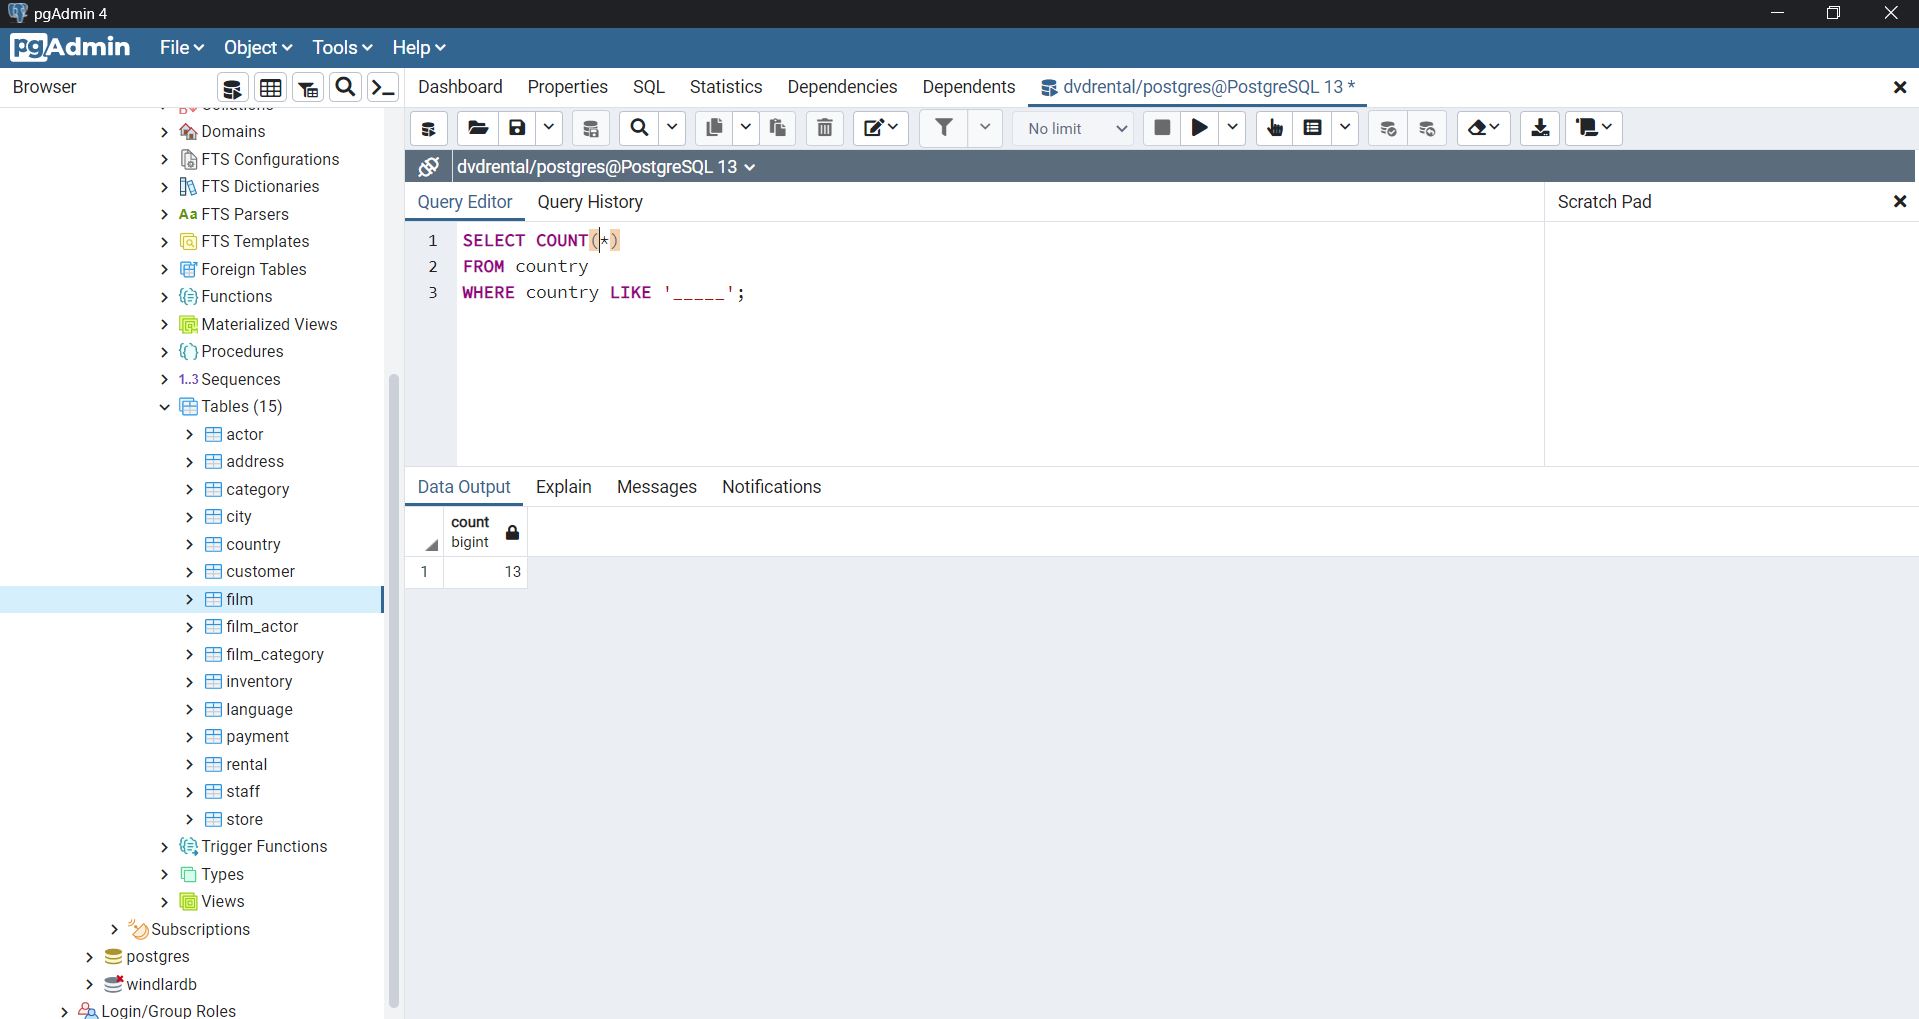 pgAdmin 4
pgAdmin File Object Tools Help
Browser
Dashboard Properties SQL Statistics Dependencies Dependents dvdrental/postgres@PostgreSQL 13 *
No limit
dvdrental/postgres@PostgreSQL 13
Query Editor Query History
Scratch Pad
1 SELECT COUNT(*)
2 FROM country
3 WHERE country LIKE '_____';
Data Output Explain Messages Notifications
count
bigint
1 13
Domains
FTS Configurations
FTS Dictionaries
Aa FTS Parsers
FTS Templates
Foreign Tables
Functions
Materialized Views
Procedures
1..3 Sequences
Tables (15)
actor
address
category
city
country
customer
film
film_actor
film_category
inventory
language
payment
rental
staff
store
Trigger Functions
Types
Views
Subscriptions
postgres
windlardb
Login/Group Roles